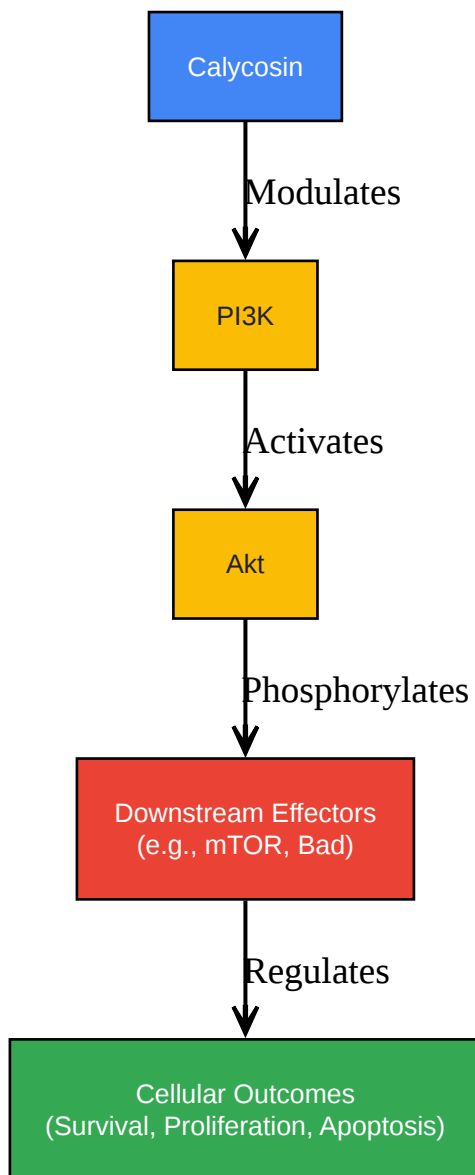 Calycosin
Modulates
PI3K
Activates
Akt
Phosphorylates
Downstream Effectors
(e.g., mTOR, Bad)
Regulates
Cellular Outcomes
(Survival, Proliferation, Apoptosis)